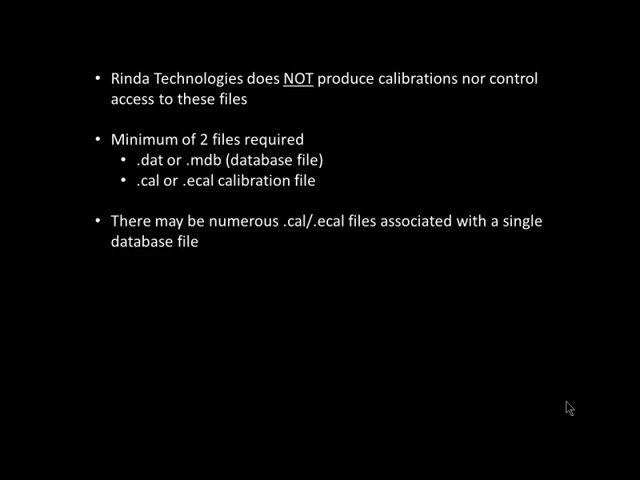 • Rinda Technologies does NOT produce calibrations nor control
access to these files
• Minimum of 2 files required
• .dat or .mdb (database file)
• .cal or .ecal calibration file
• There may be numerous .cal/.ecal files associated with a single
database file